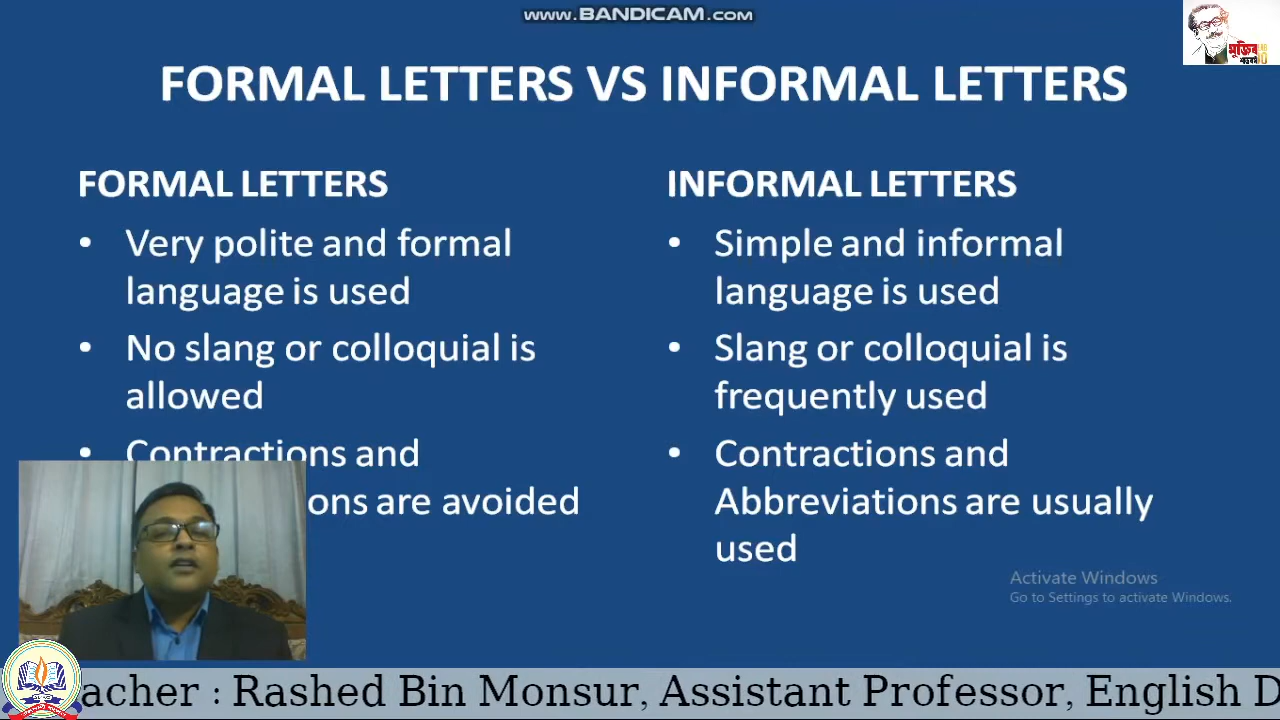 www.BANDICAM.com
মুজিব
FORMAL LETTERS VS INFORMAL LETTERS
FORMAL LETTERS
• Very polite and formal
language is used
• No slang or colloquial is
allowed
• Contractions and
ons are avoided
INFORMAL LETTERS
• Simple and informal
language is used
• Slang or colloquial is
frequently used
• Contractions and
Abbreviations are usually
used
Activate Windows
Go to Settings to activate Windows.
acher : Rashed Bin Monsur, Assistant Professor, English D